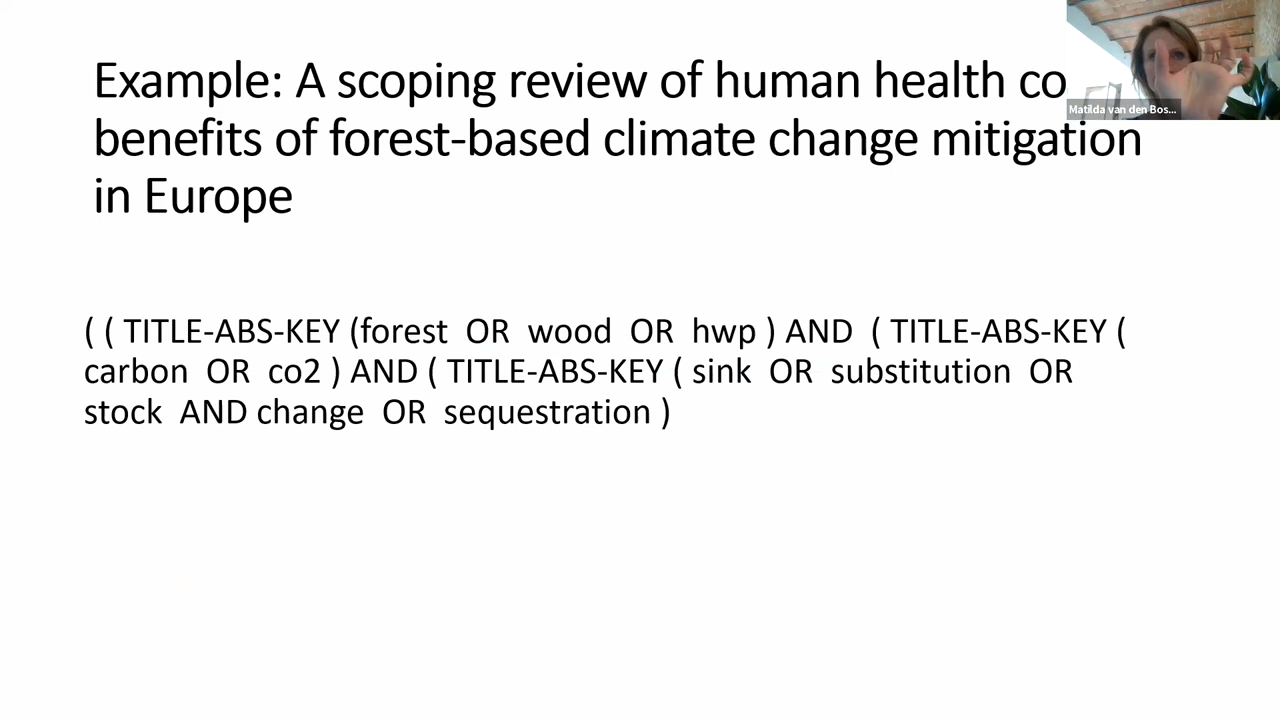 Example: A scoping review of human health co
benefits of forest-based climate change mitigation
in Europe
Matilda van den Bos...
( ( TITLE-ABS-KEY (forest OR wood OR hwp ) AND ( TITLE-ABS-KEY (
carbon OR co2 ) AND ( TITLE-ABS-KEY ( sink OR substitution OR
stock AND change OR sequestration )